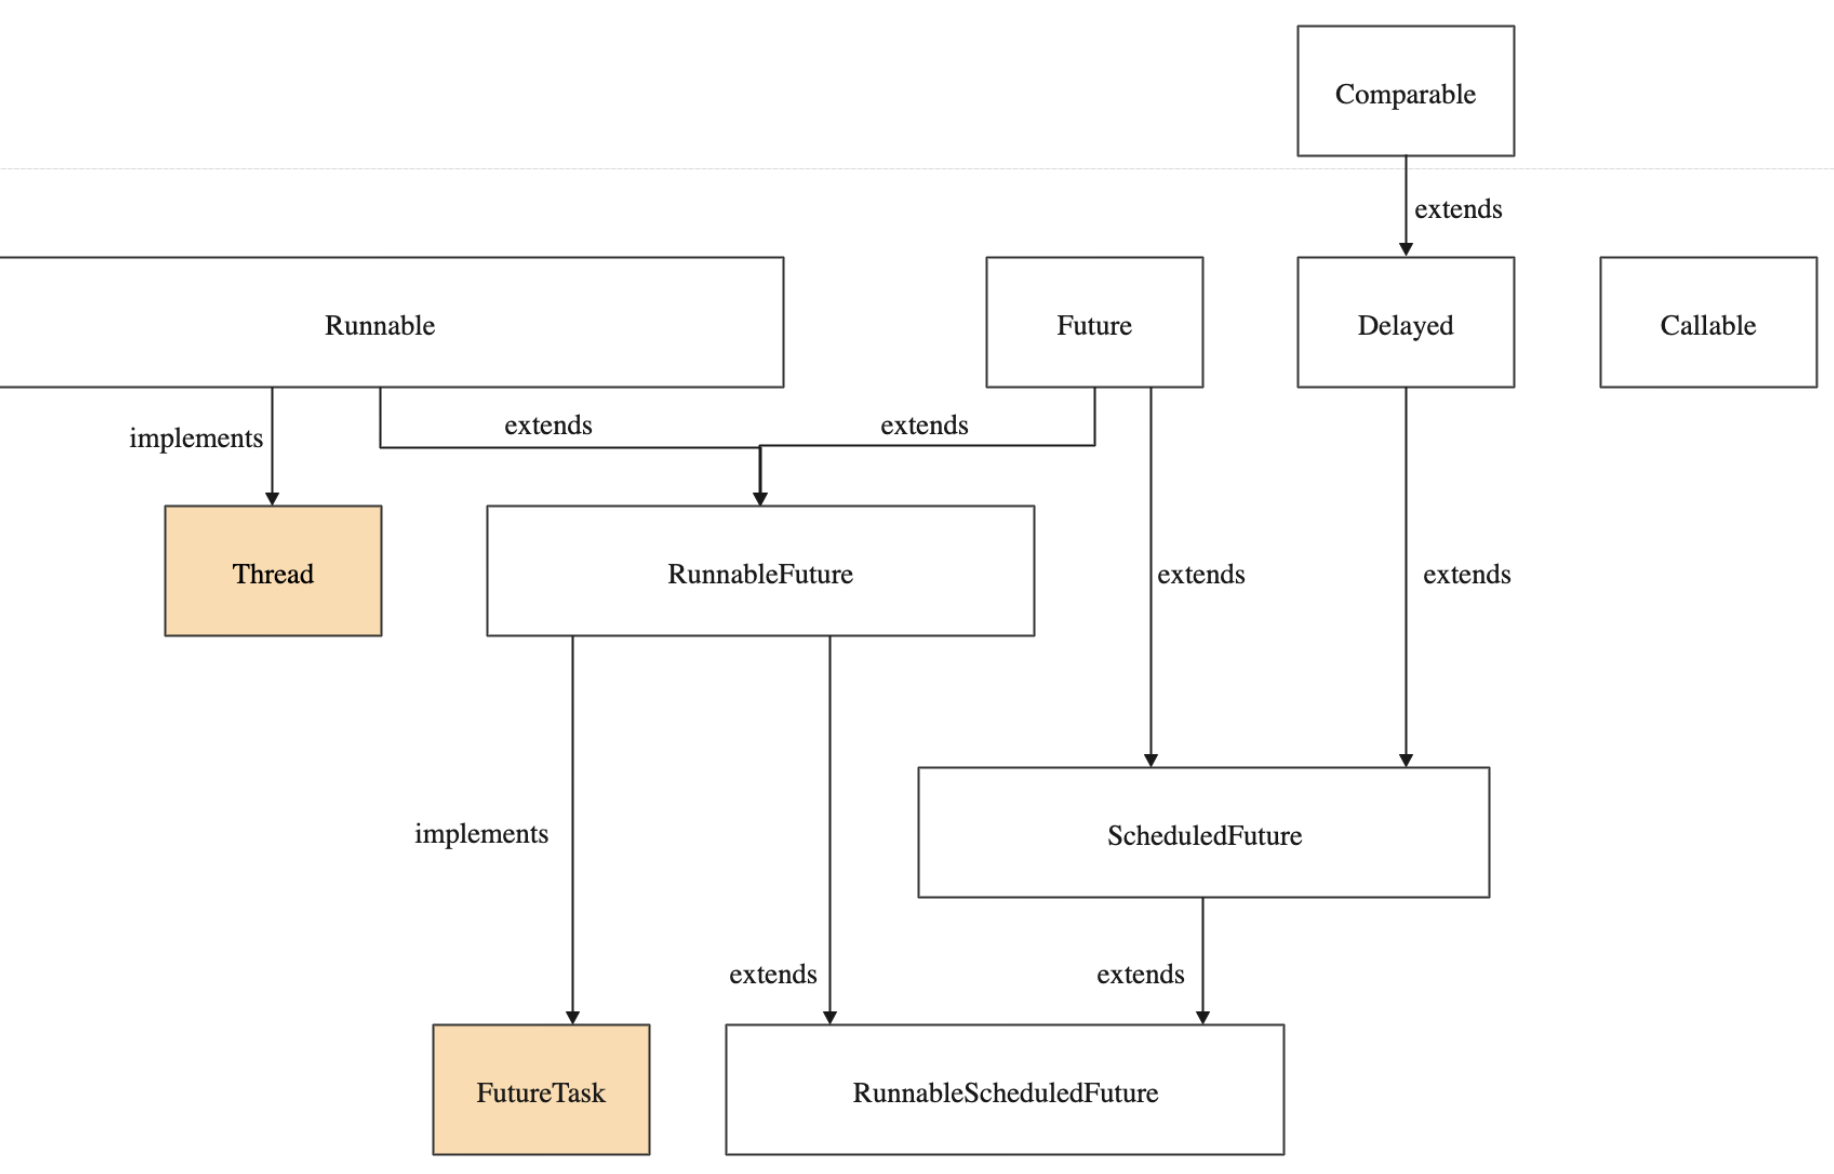 Comparable
extends
Runnable
Future
Delayed
Callable
implements
extends
extends
Thread
RunnableFuture
extends
extends
implements
ScheduledFuture
extends
extends
FutureTask
RunnableScheduledFuture